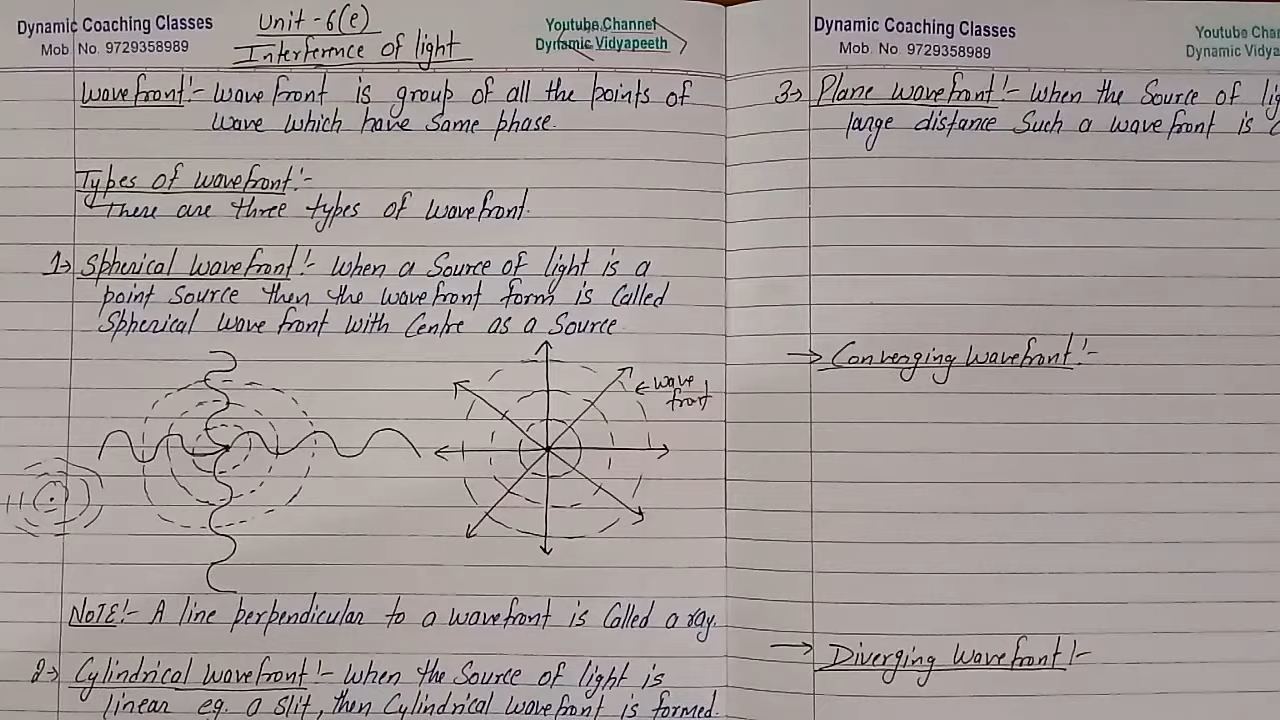 Dynamic Coaching Classes
Mob. No. 9729358989
Unit-6(e)
Interference of light
Youtube Channel
Dynamic Vidyapeeth
Wavefront:- Wavefront is group of all the points of
wave which have same phase.
Types of wavefront:-
There are three types of wavefront.
1→ Spherical wavefront:- When a Source of light is a
point source then the wavefront form is Called
Spherical wave front with Centre as a Source.
wave
front
NOTE:- A line perpendicular to a wavefront is Called a ray.
2→ Cylindrical wavefront:- When the Source of light is
linear eg. a slit, then Cylindrical wavefront is formed.
Dynamic Coaching Classes
Mob. No. 9729358989
Youtube Cha
Dynamic Vidya
3→ Plane wavefront:- When the Source of lig
large distance Such a wavefront is
→ Converging Wavefront:-
→ Diverging Wavefront:-